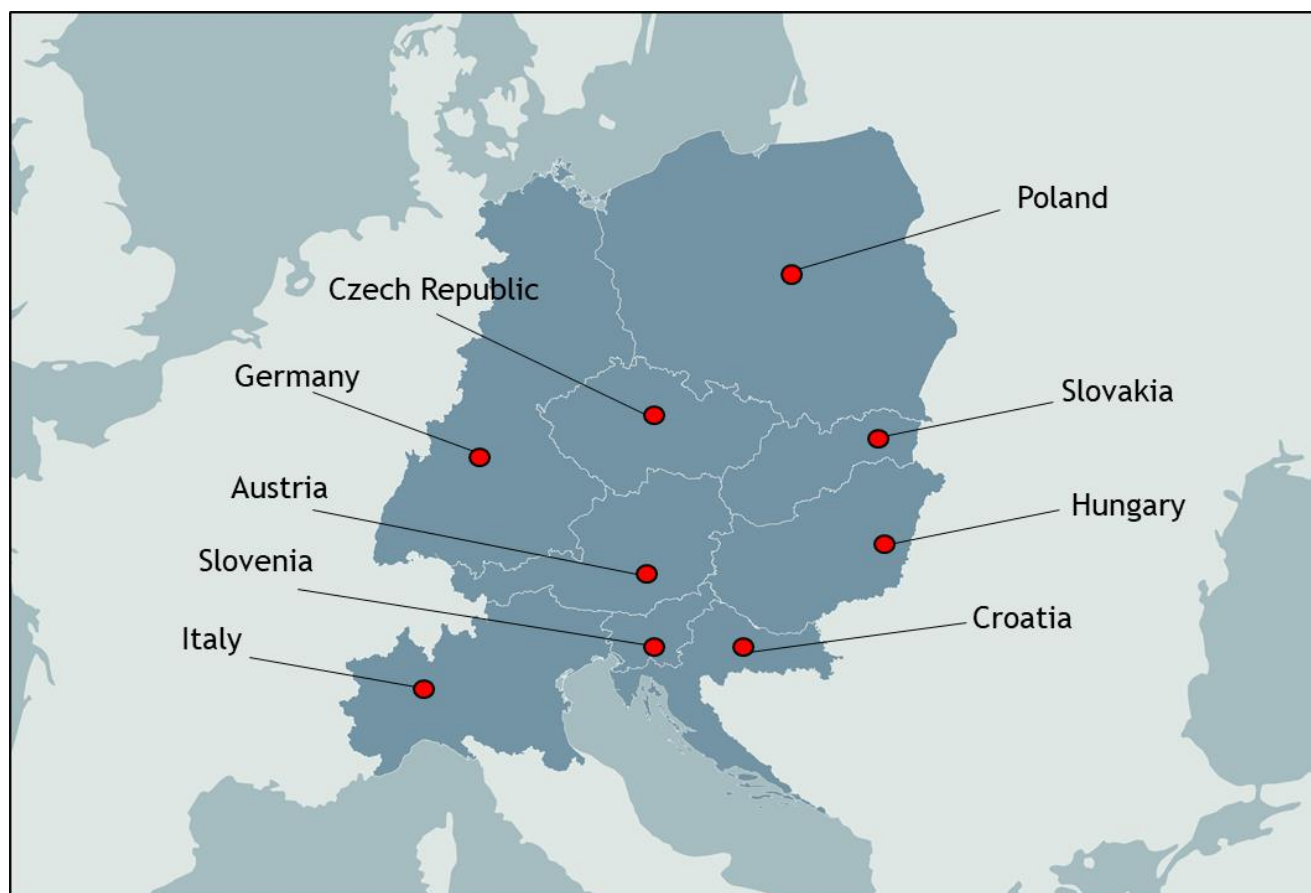 Poland
Czech Republic
Germany
Slovakia
Austria
Hungary
Slovenia
Croatia
Italy